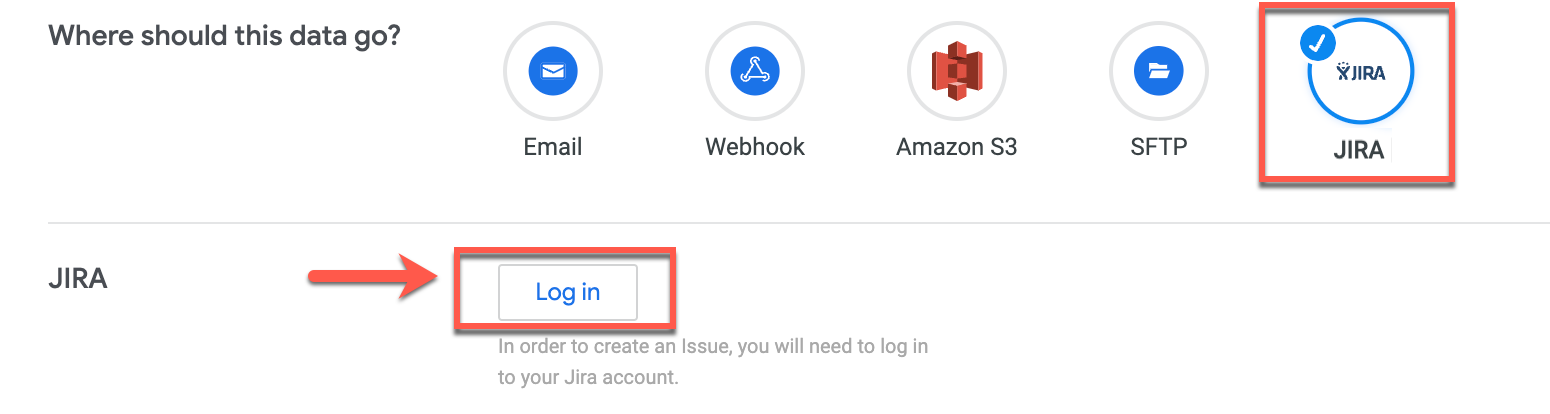 Where should this data go?
JIRA
Email
Webhook
Amazon S3
SFTP
JIRA
JIRA
Log in
In order to create an Issue, you will need to log in
to your Jira account.